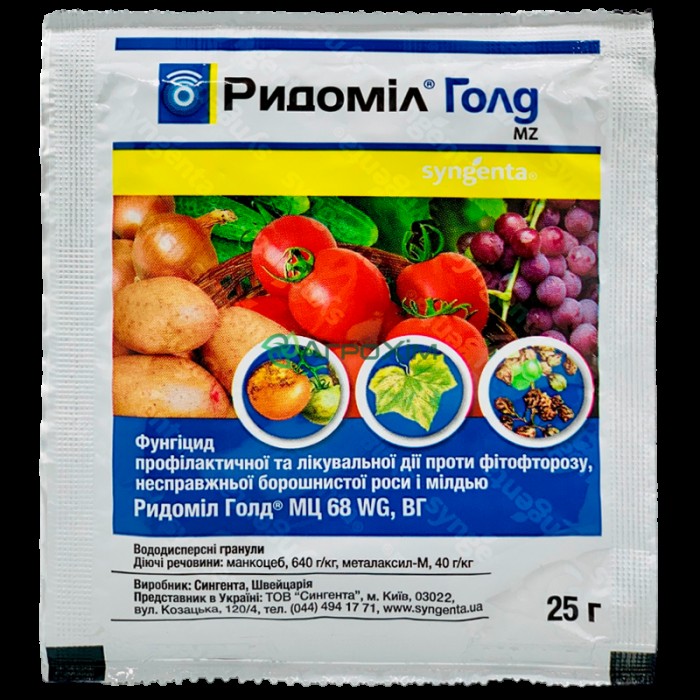 Ридоміл® Голд
MZ
syngenta®
АГРОХІМ
Фунгіцид
профілактичної та лікувальної дії проти фітофторозу,
несправжньої борошнистої роси і мілдью
Ридоміл Голд® МЦ 68 WG, ВГ
Вододисперсні гранули
Діючі речовини: манкоцеб, 640 г/кг, металаксил-М, 40 г/кг
Виробник: Сингента, Швейцарія
Представник в Україні: ТОВ "Сингента", м. Київ, 03022,
вул. Козацька, 120/4, тел. (044) 494 17 71, www.syngenta.ua
25 г